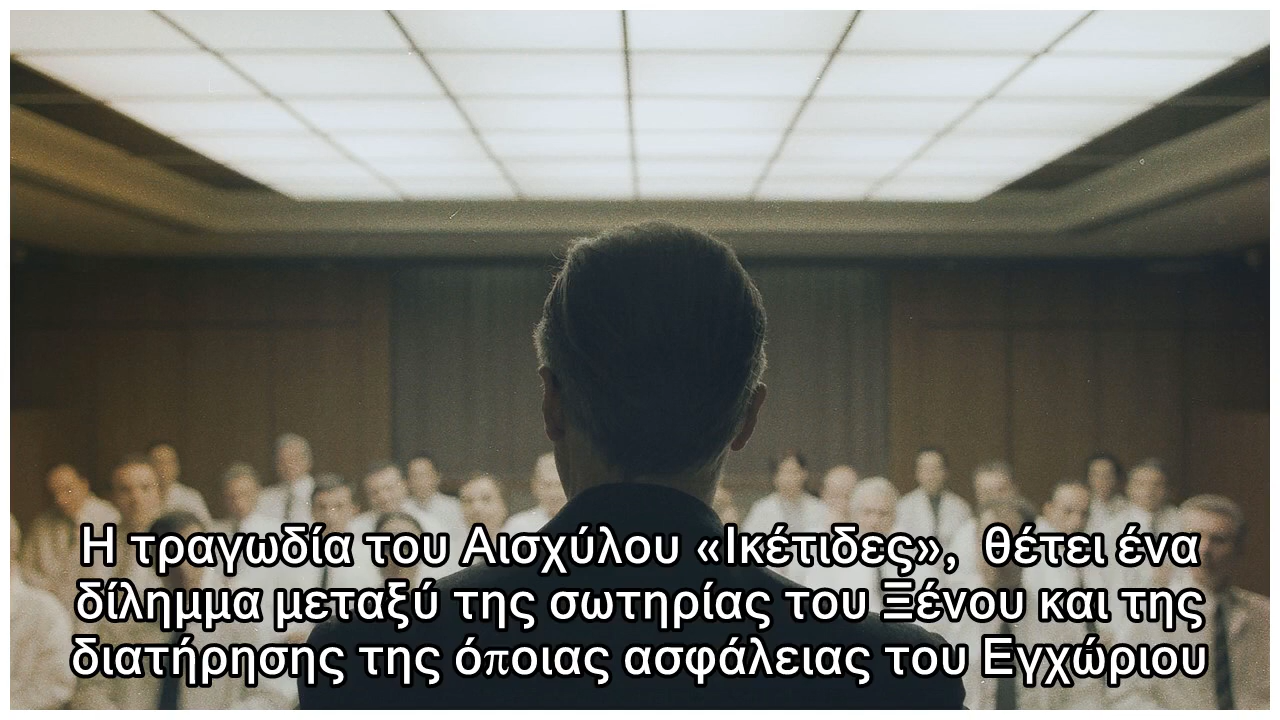 Η τραγωδία του Αισχύλου «Ικέτιδες»,  θέτει ένα
δίλημμα μεταξύ της σωτηρίας του Ξένου και της
διατήρησης της όποιας ασφάλειας του Εγχώριου